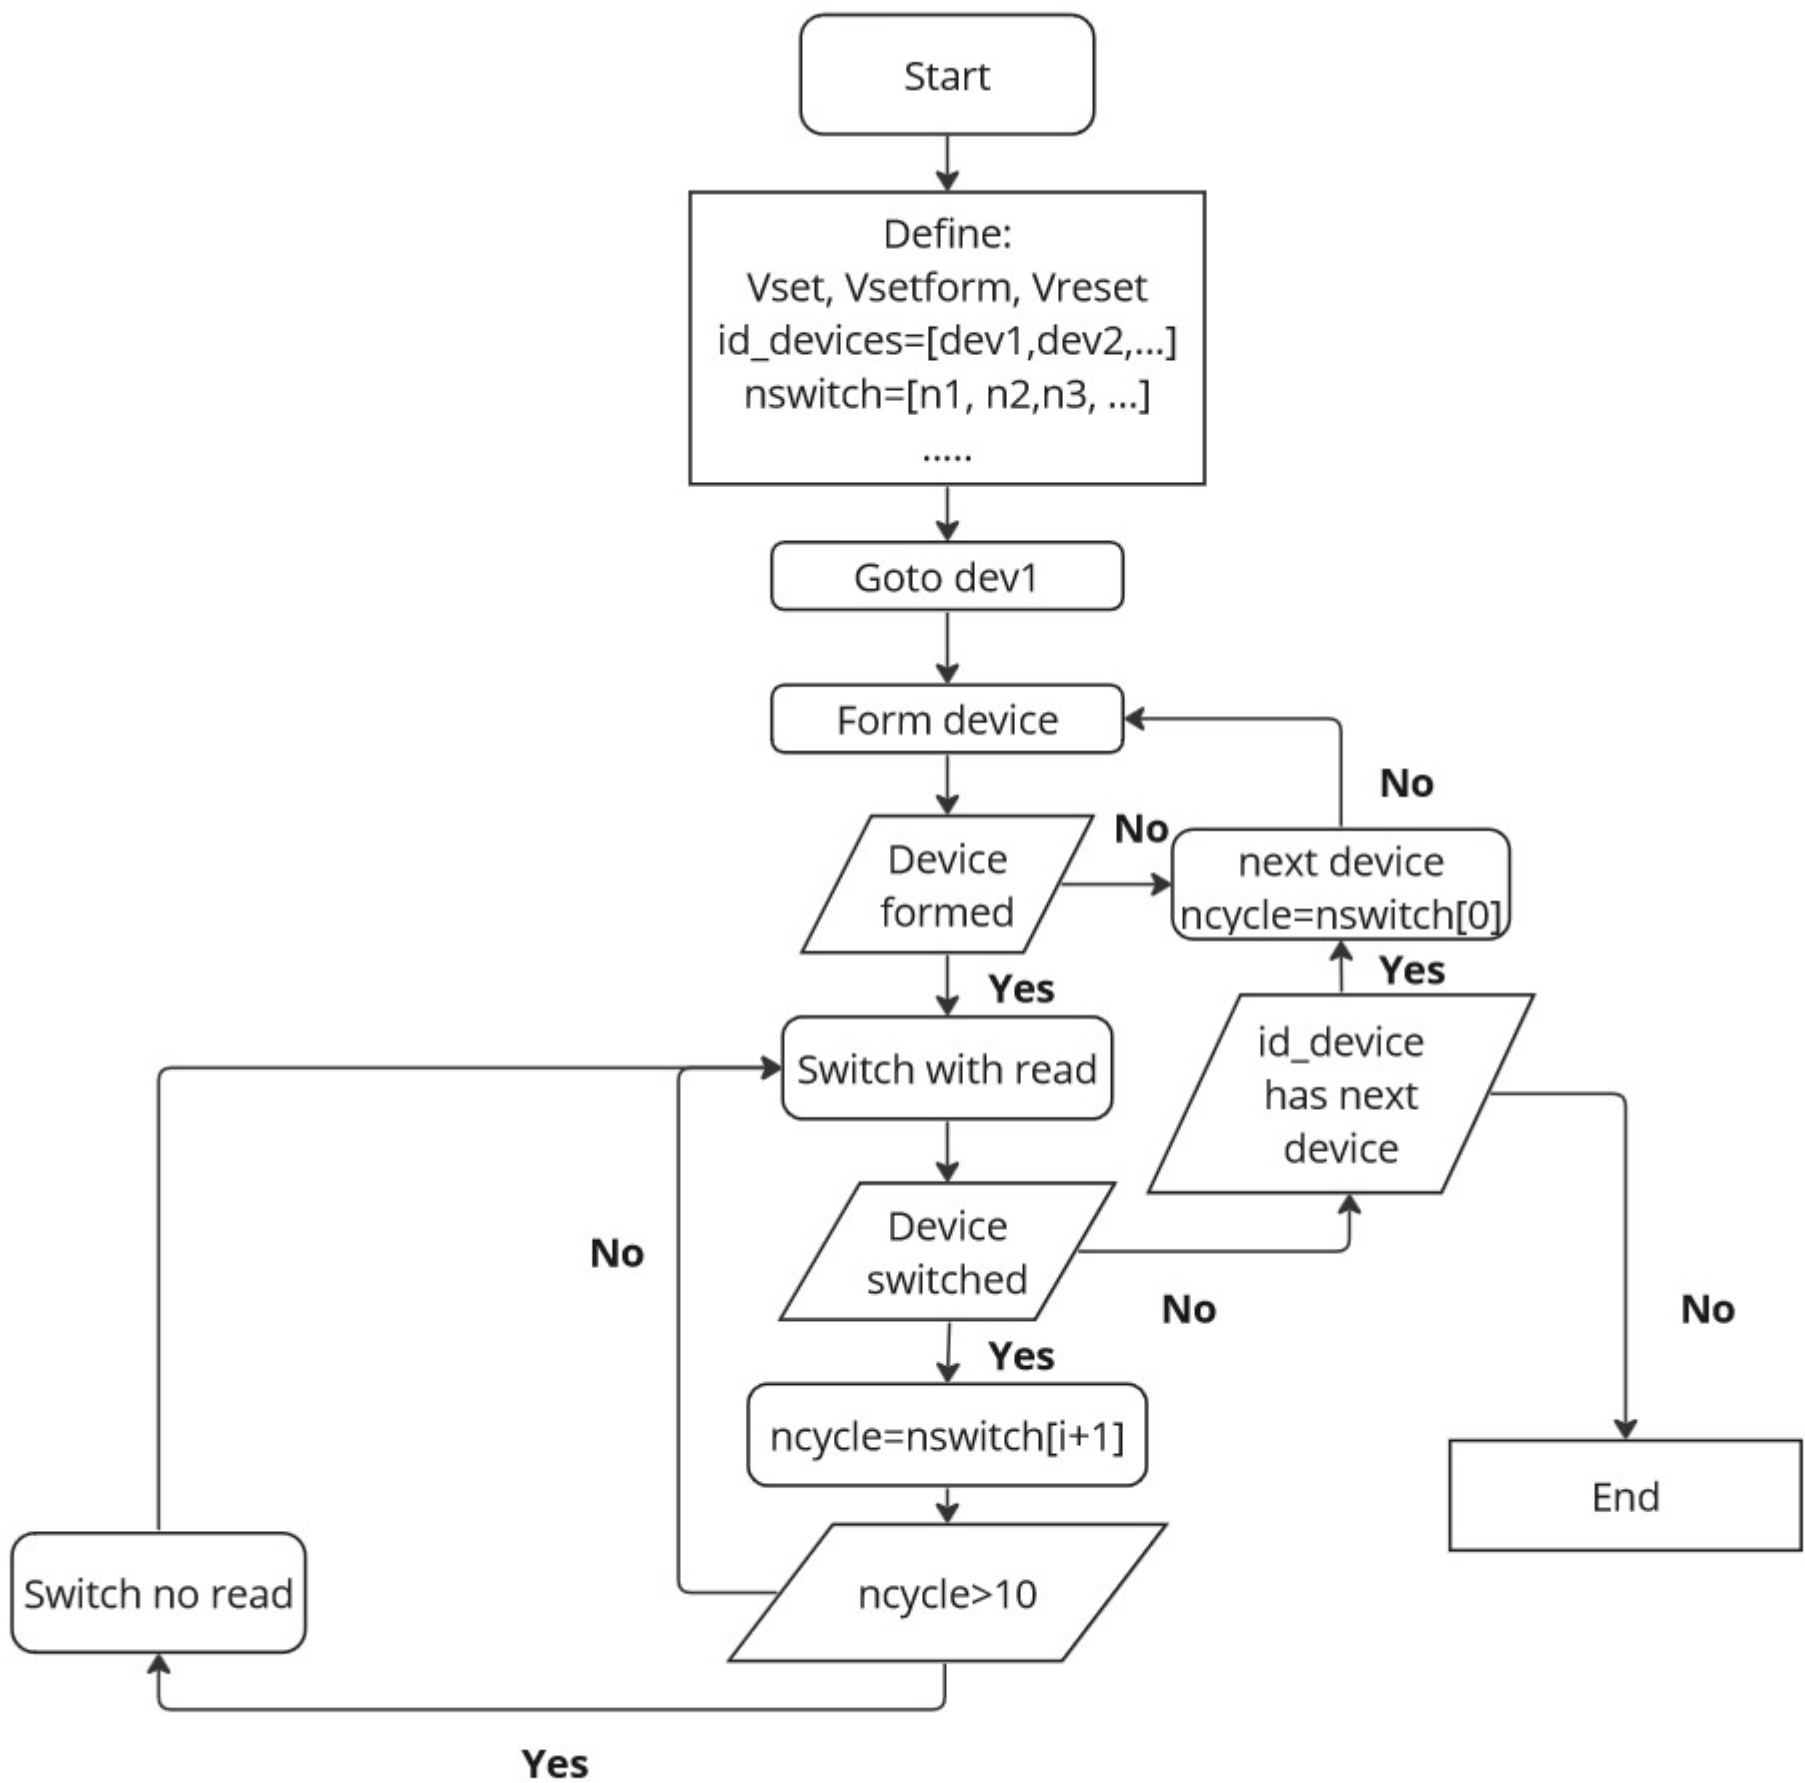 Start
Define:
Vset, Vsetform, Vreset
id_devices=[dev1,dev2,...]
nswitch=[n1, n2,n3, ...]
.....
Goto dev1
Form device
No
Device
formed
No
next device
ncycle=nswitch[0]
Yes
Yes
Switch with read
id_device
has next
device
Device
switched
No
No
No
Yes
ncycle=nswitch[i+1]
End
Switch no read
ncycle>10
Yes